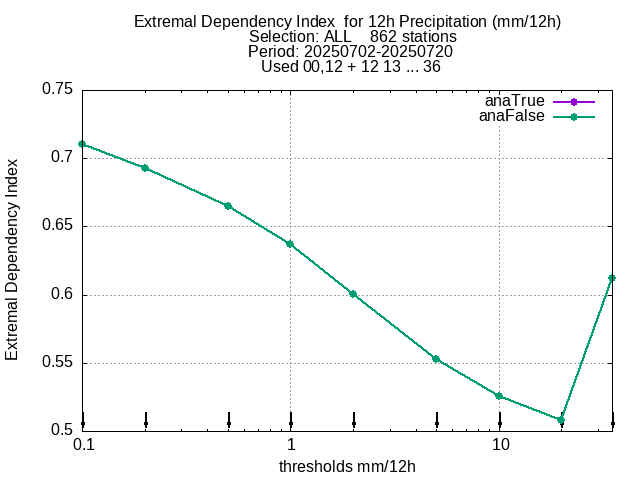 Extremal Dependency Index  for 12h Precipitation (mm/12h)
Selection: ALL    862 stations
Period: 20250702-20250720
Used 00,12 + 12 13 ... 36
anaTrue
anaFalse
Extremal Dependency Index
0.75
0.7
0.65
0.6
0.55
0.5
0.1 1 10
thresholds mm/12h